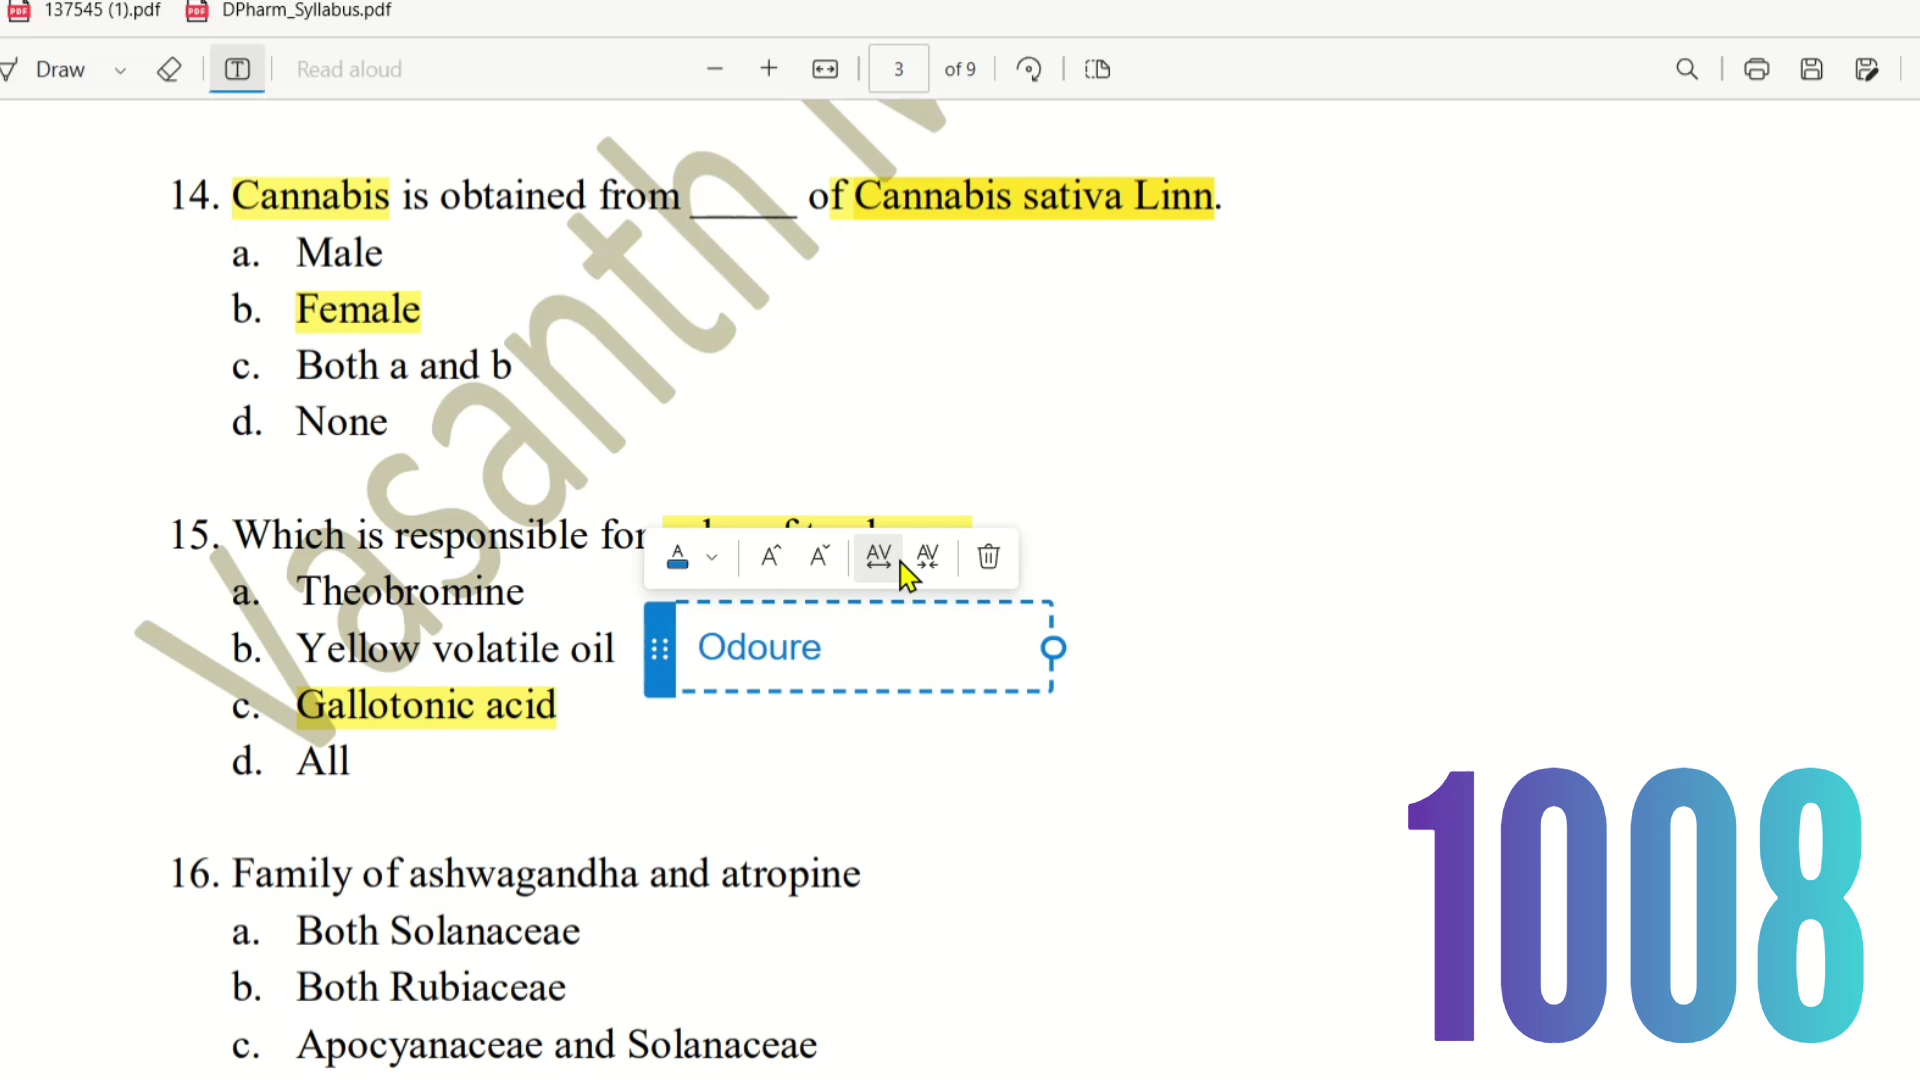 137545 (1).pdf DPharm_Syllabus.pdf
Draw Read aloud 3 of 9
14. Cannabis is obtained from _____ of Cannabis sativa Linn.
a. Male
b. Female
c. Both a and b
d. None
15. Which is responsible for
a. Theobromine
b. Yellow volatile oil
Odoure
c. Gallotonic acid
d. All
16. Family of ashwagandha and atropine
a. Both Solanaceae
b. Both Rubiaceae
c. Apocyanaceae and Solanaceae
Vasanth
1008